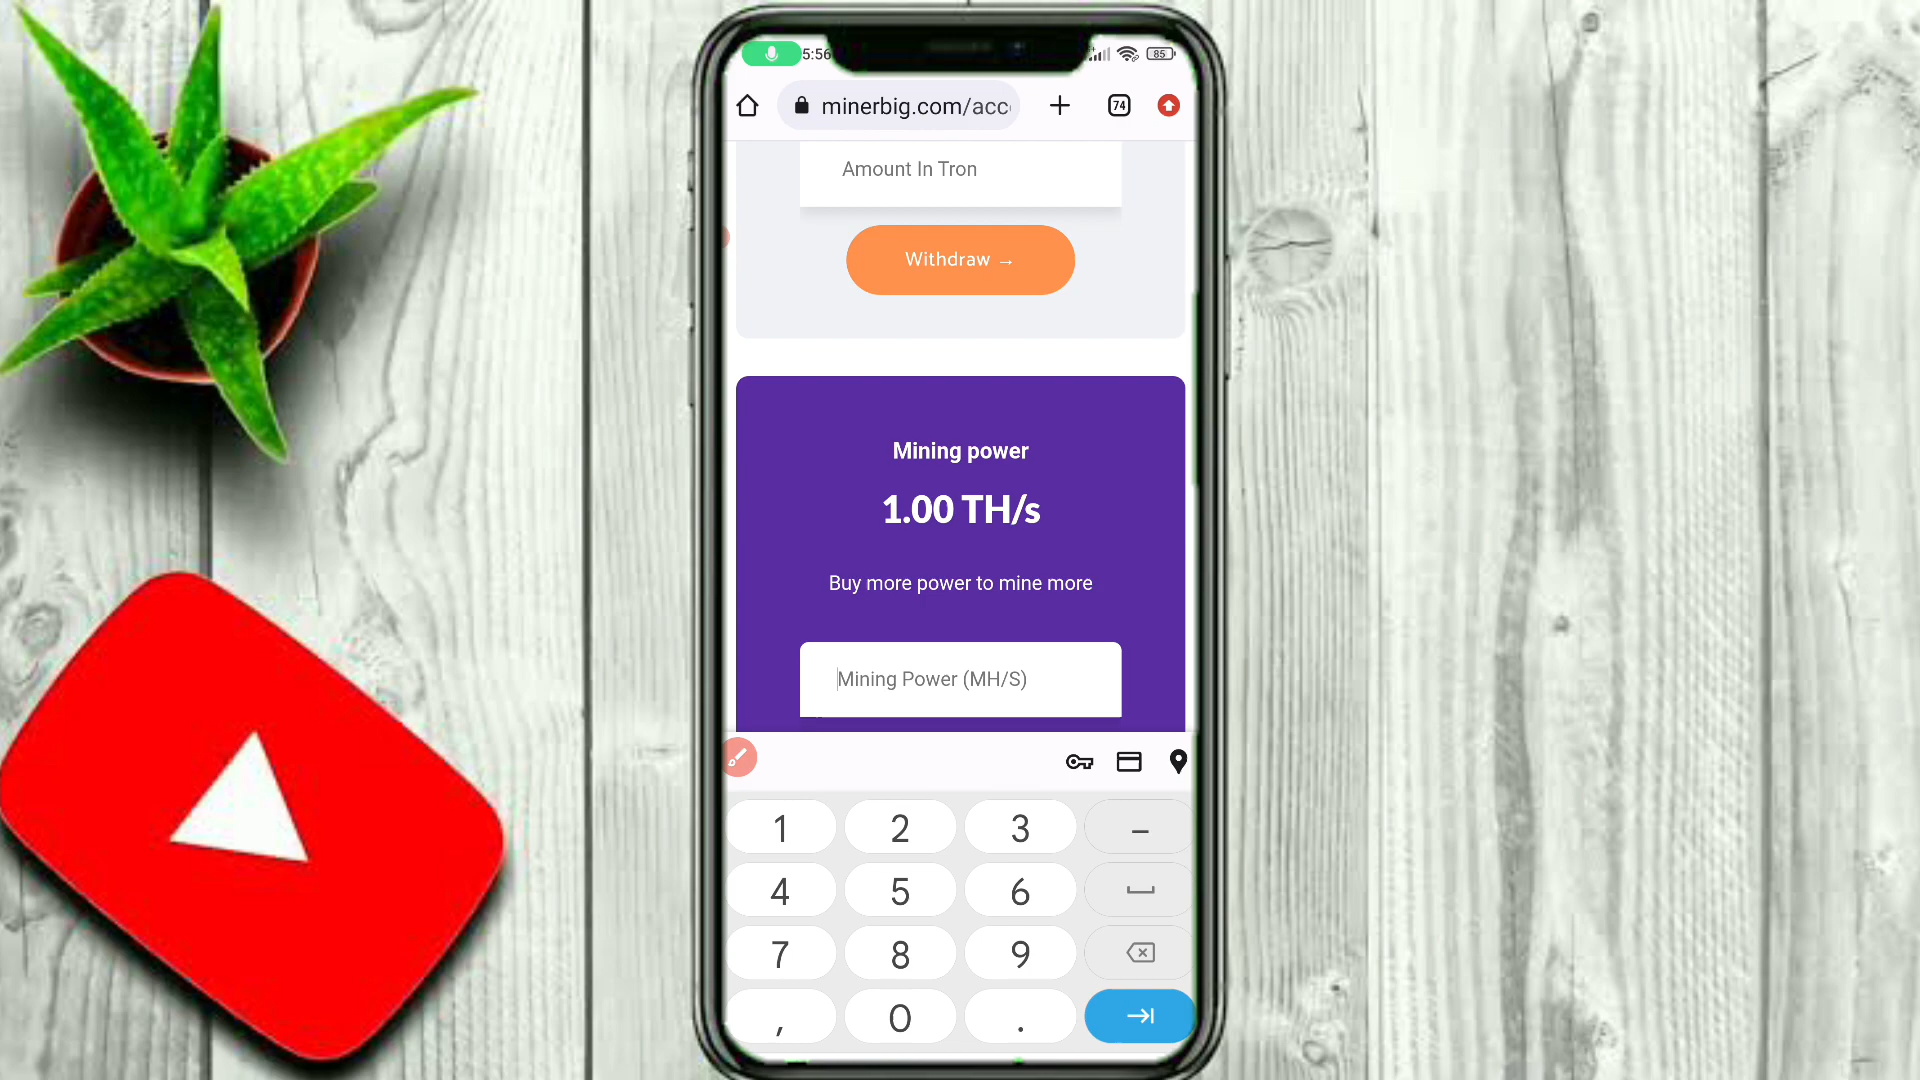 5:56
85
minerbig.com/acc
74
Amount In Tron
Withdraw →
Mining power
1.00 TH/s
Buy more power to mine more
Mining Power (MH/S)
1 2 3 –
4 5 6
7 8 9
, 0 .